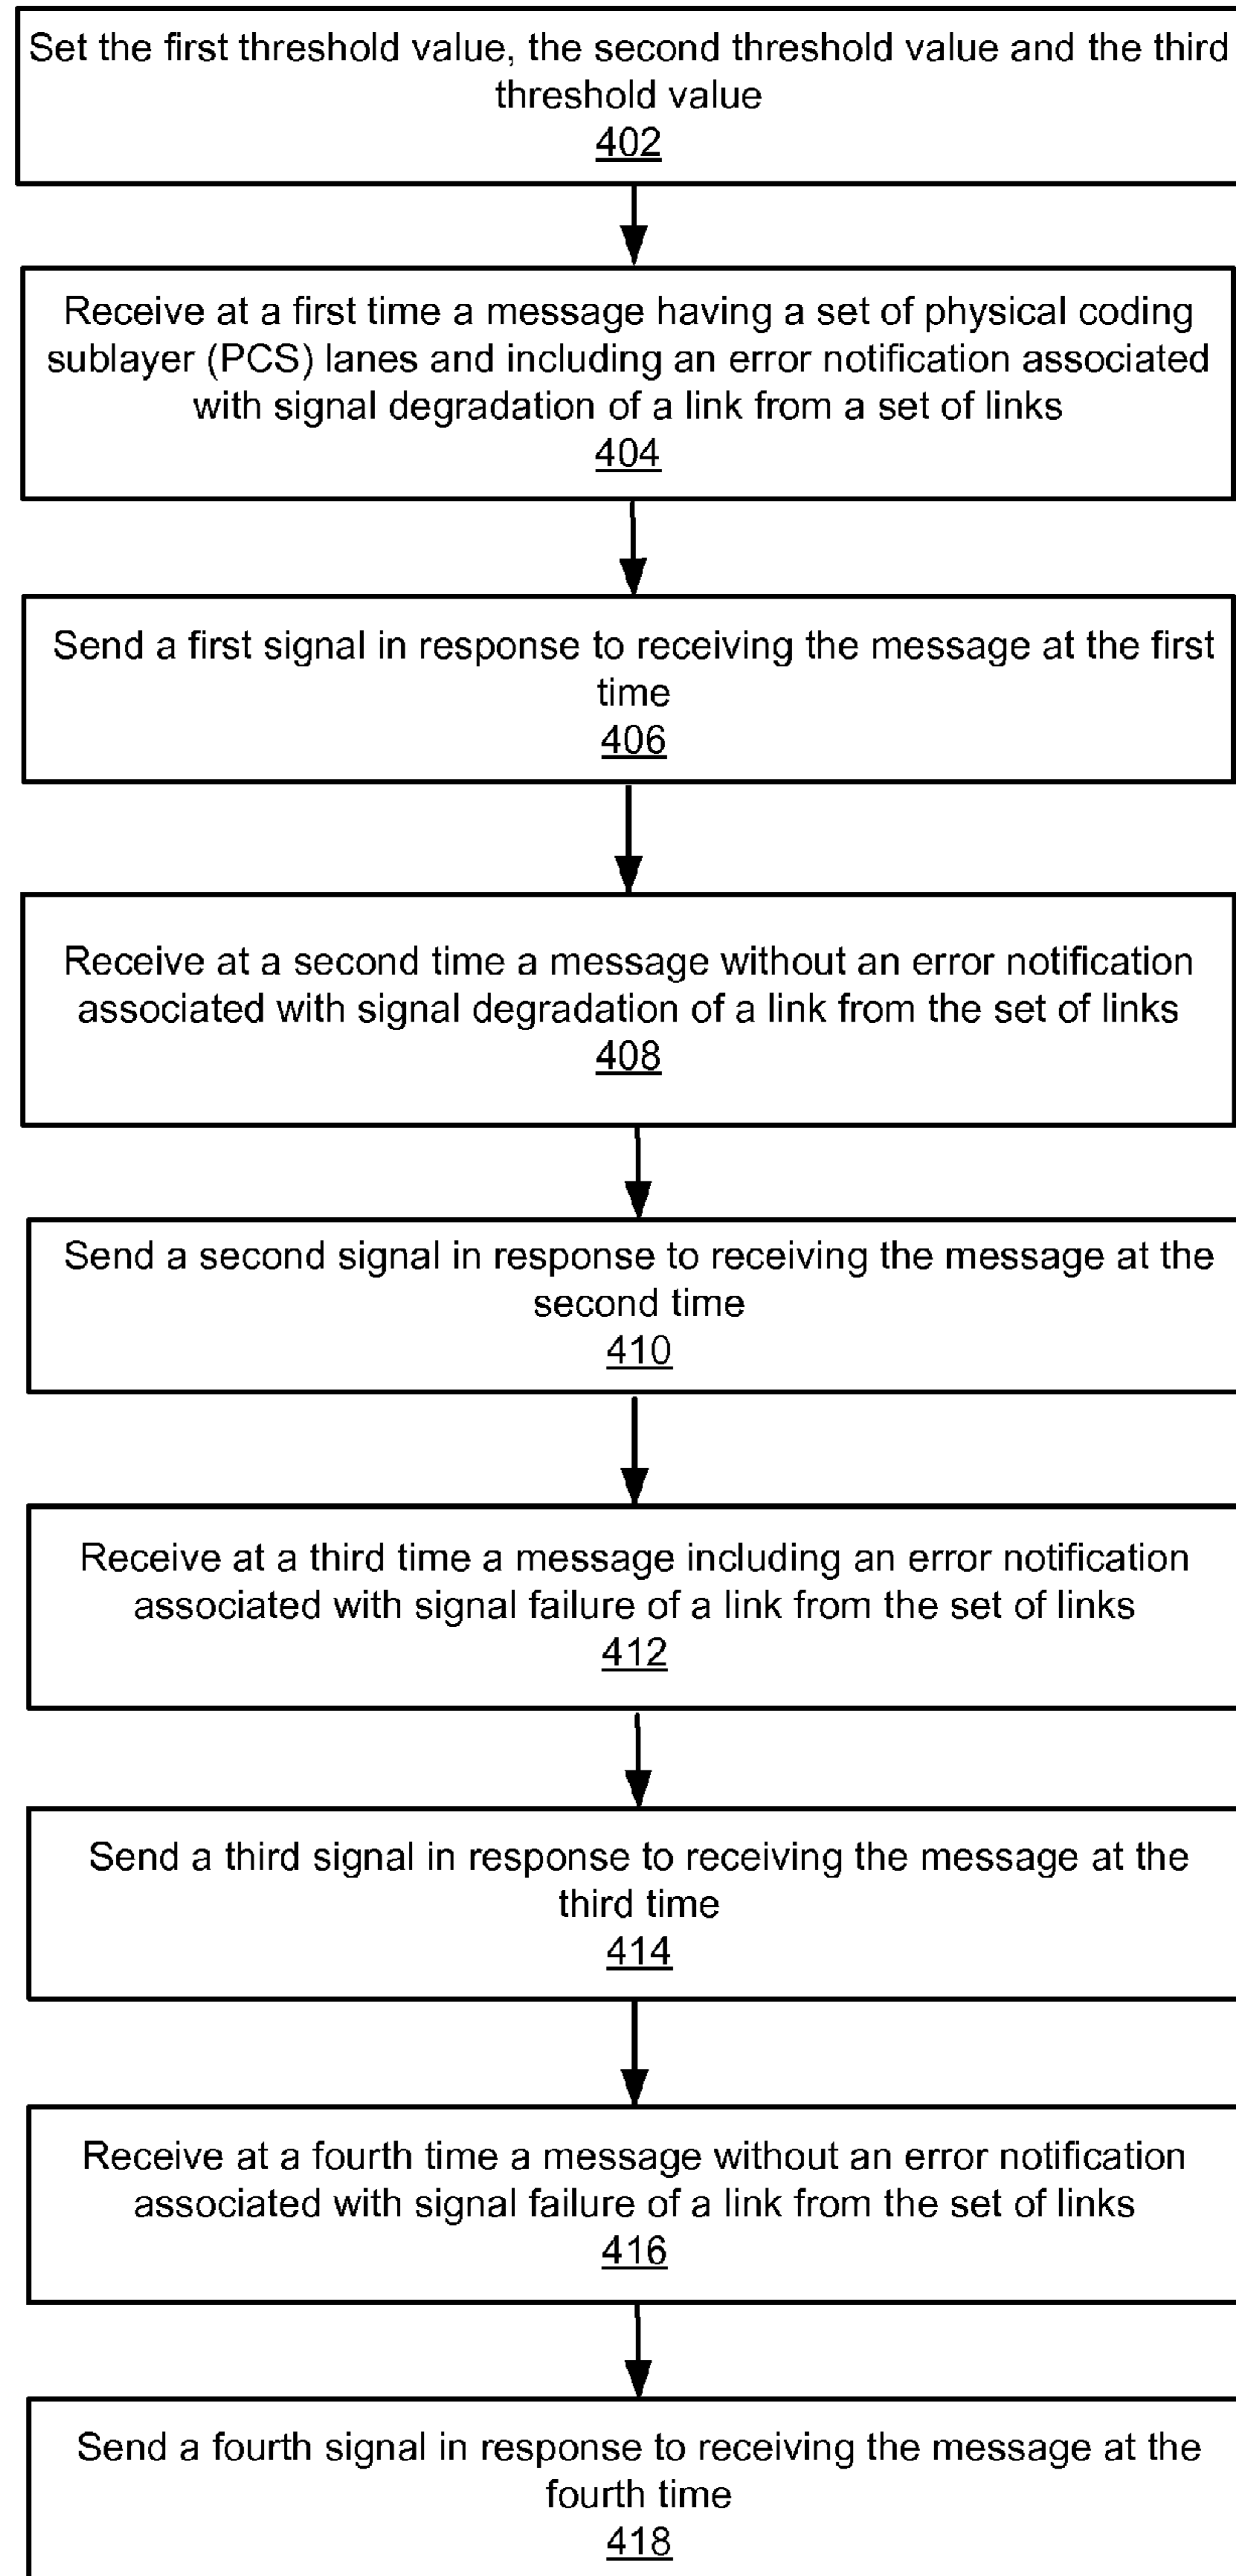 Set the first threshold value, the second threshold value and the third
threshold value
402
Receive at a first time a message having a set of physical coding
sublayer (PCS) lanes and including an error notification associated
with signal degradation of a link from a set of links
404
Send a first signal in response to receiving the message at the first
time
406
Receive at a second time a message without an error notification
associated with signal degradation of a link from the set of links
408
Send a second signal in response to receiving the message at the
second time
410
Receive at a third time a message including an error notification
associated with signal failure of a link from the set of links
412
Send a third signal in response to receiving the message at the
third time
414
Receive at a fourth time a message without an error notification
associated with signal failure of a link from the set of links
416
Send a fourth signal in response to receiving the message at the
fourth time
418